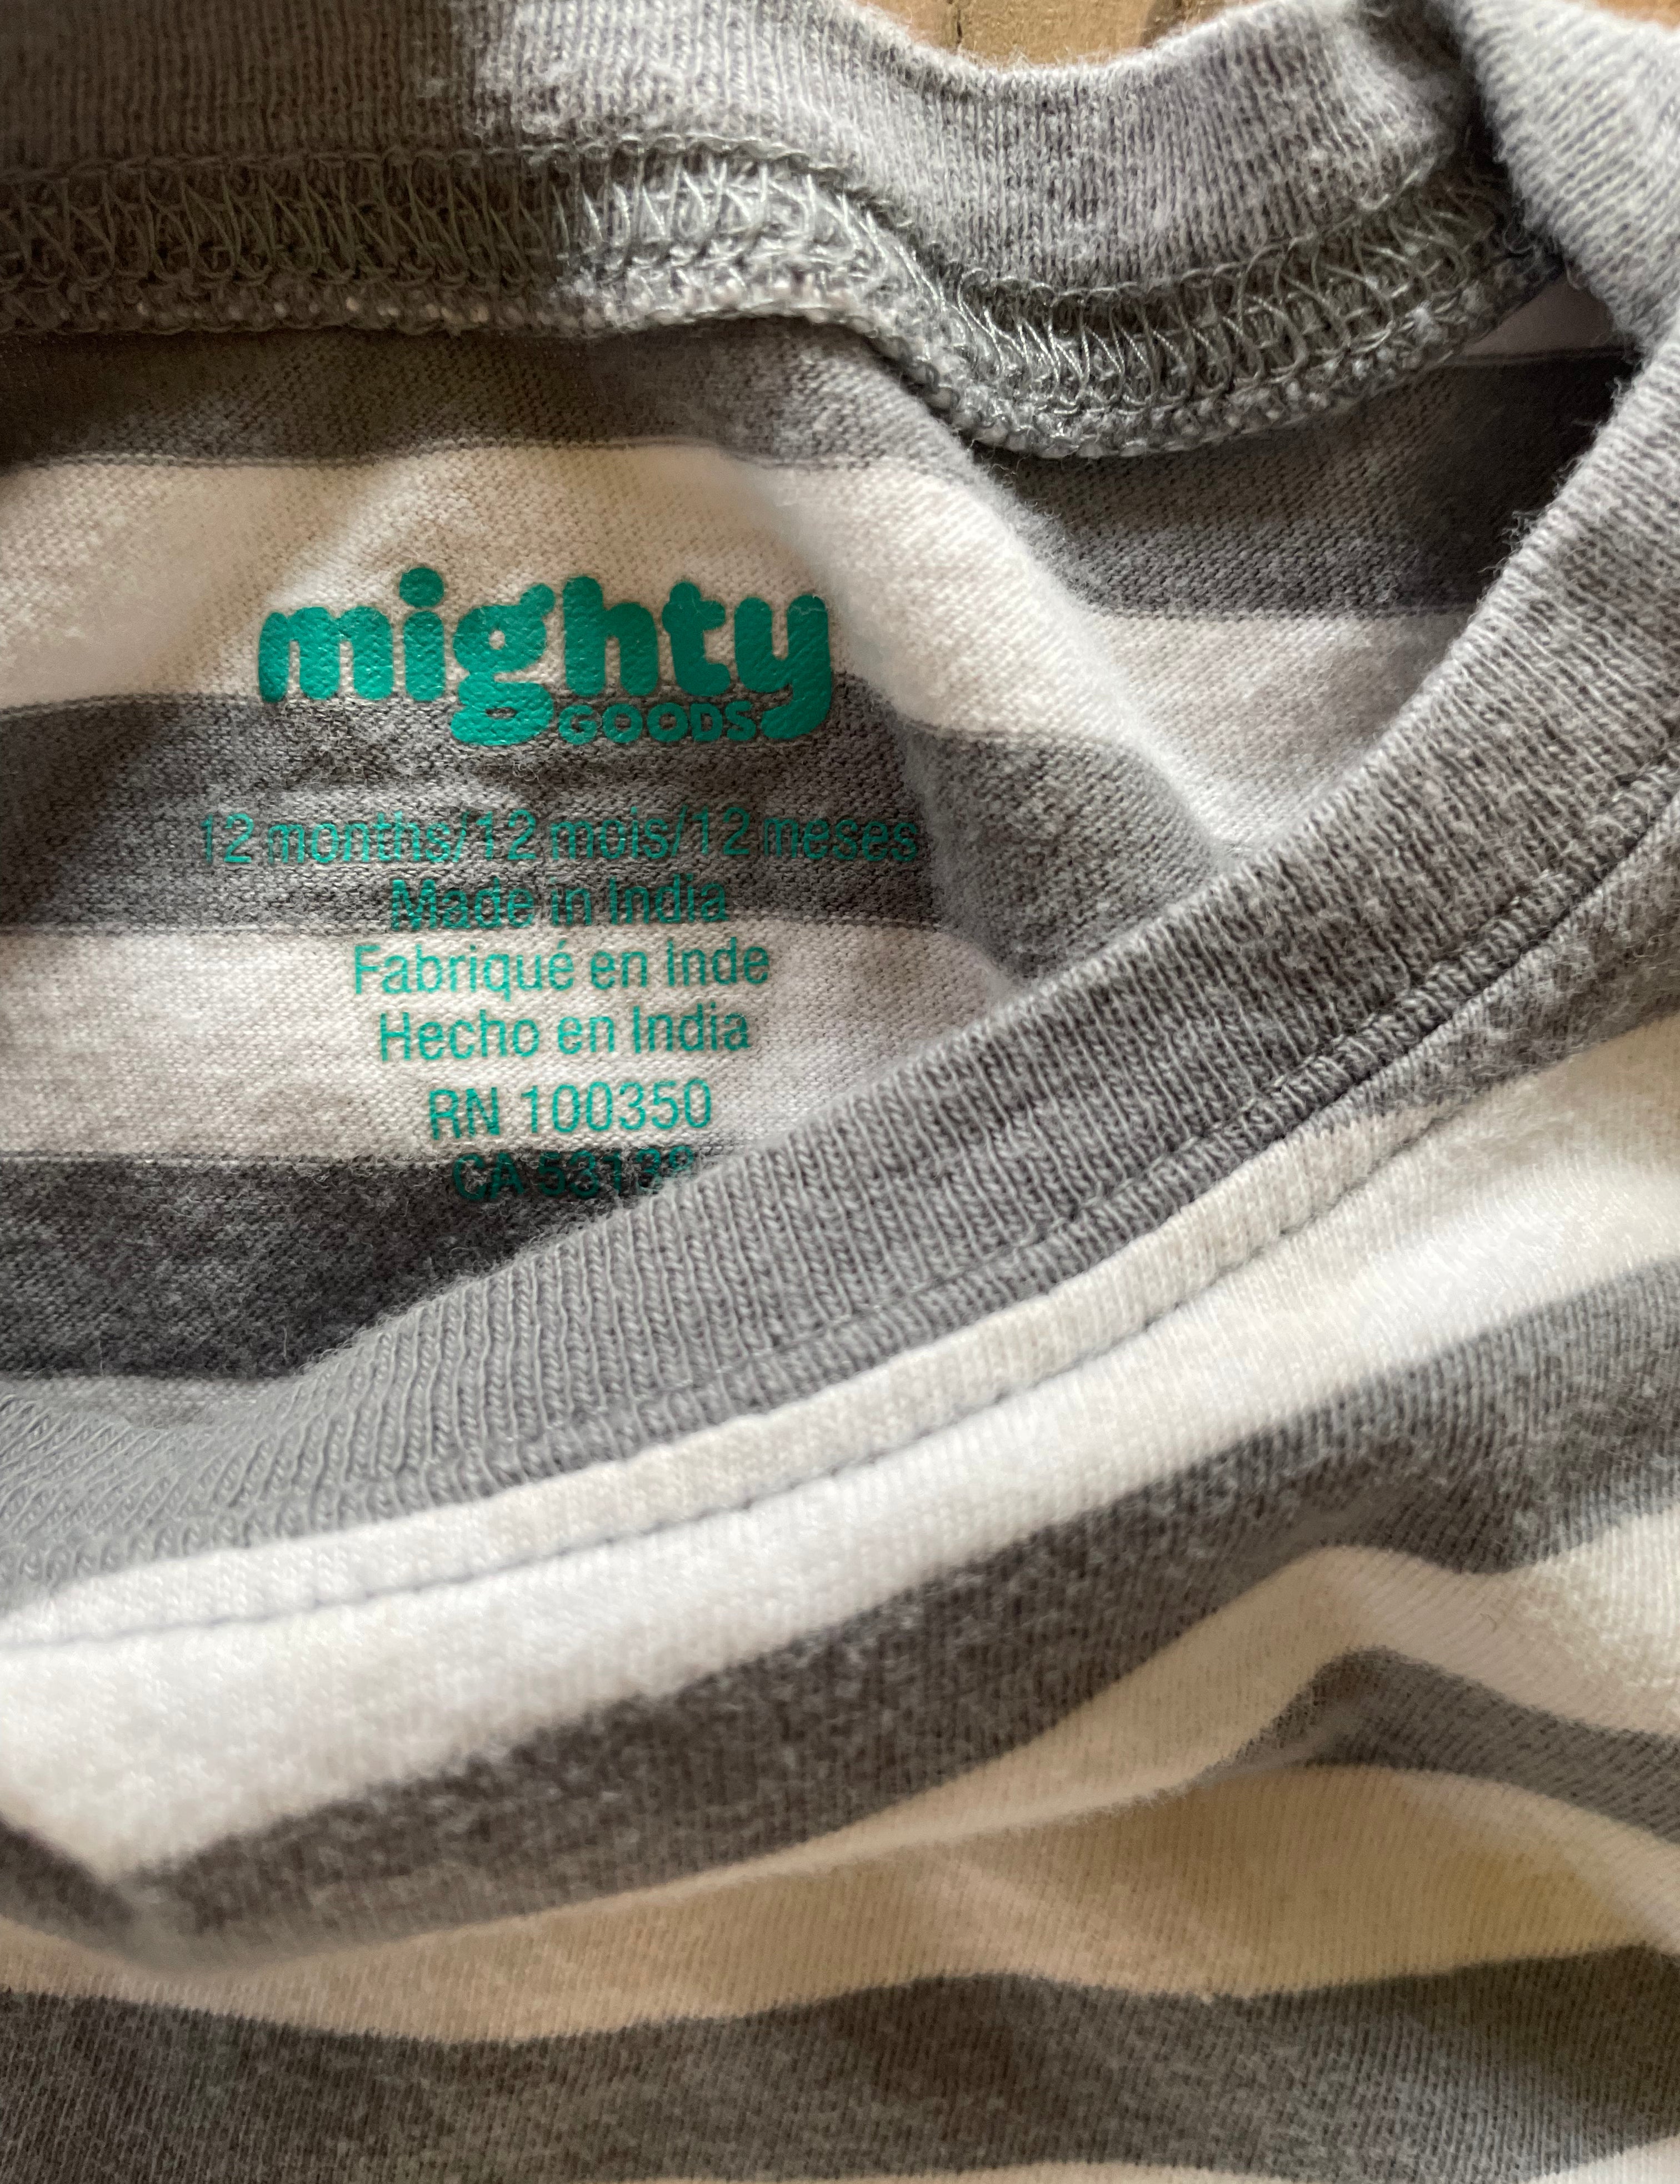 mighty
GOODS
12 months/12 mois/12 meses
Made in India
Fabriqué en Inde
Hecho en India
RN 100350
CA 53139